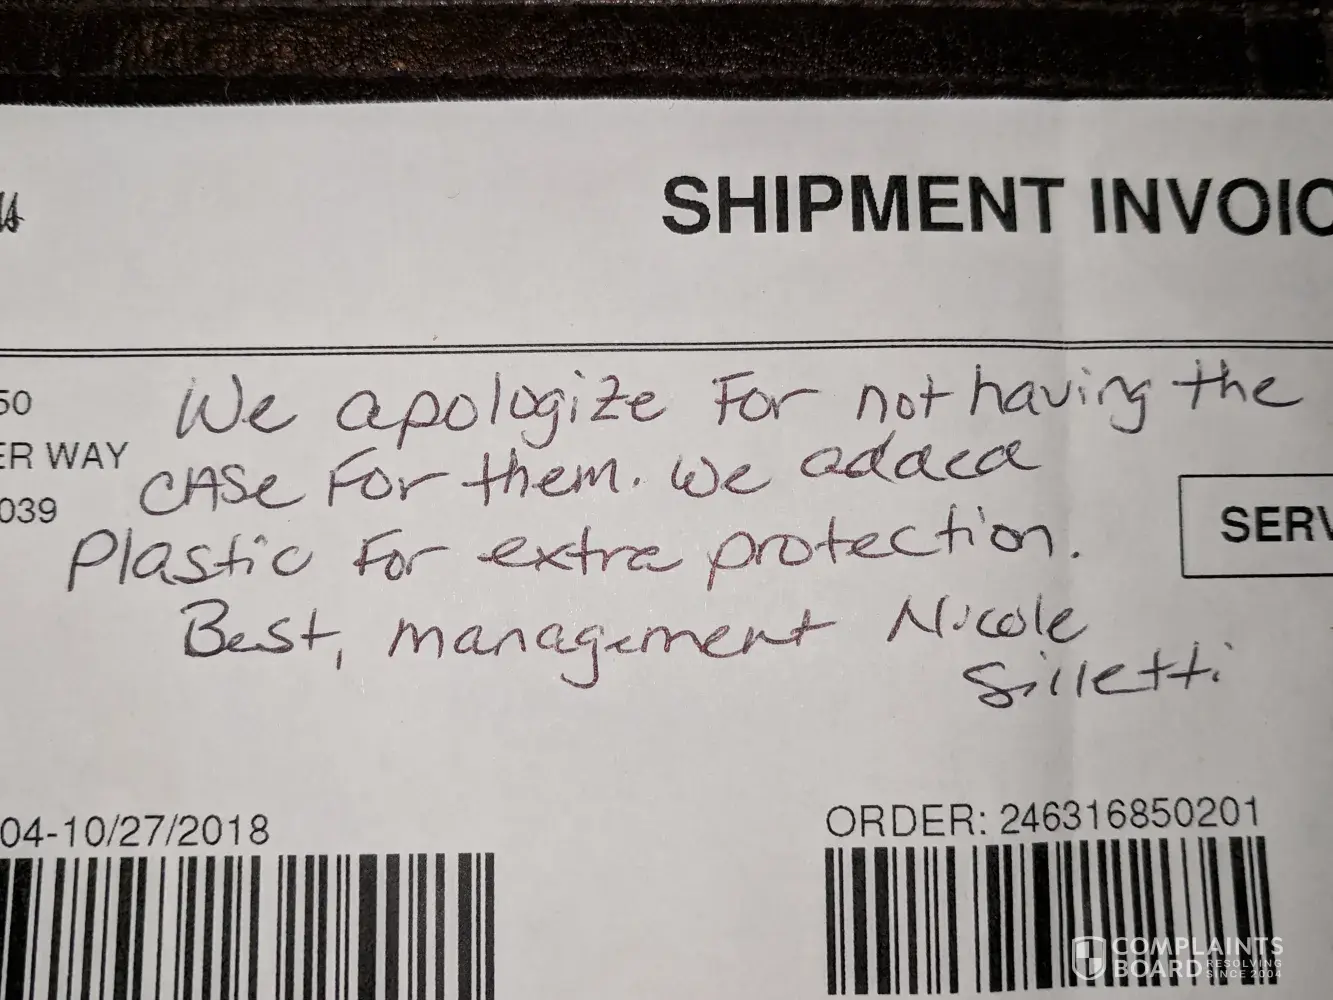 SHIPMENT INVOIC
50
We apologize For not having the
ER WAY
CASE For them. We added
039
SERV
Plastic For extra protection.
Best, management Nicole
Silletti
04-10/27/2018
ORDER: 246316850201
COMPLAINTS
BOARD RESOLVING
SINCE 2004